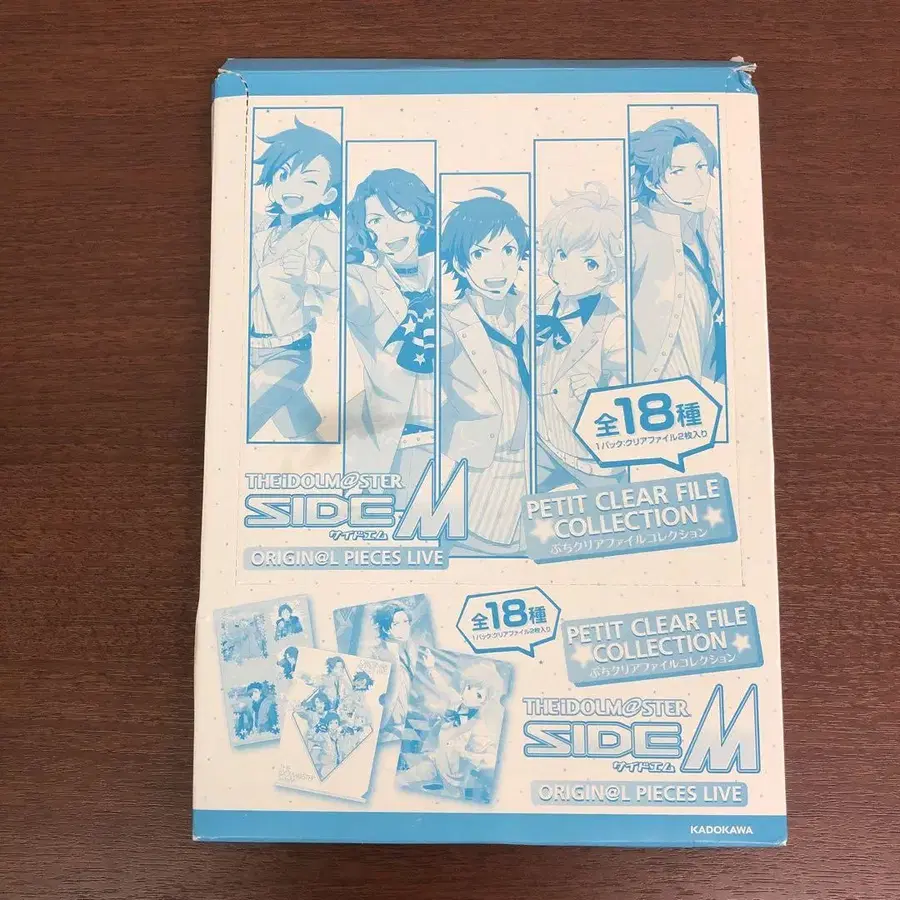 全18種
1パック:クリアファイル2枚入り
THE iDOLM@STER
SIDE-M
サイドエム
ORIGIN@L PIECES LIVE
PETIT CLEAR FILE
COLLECTION
ぷちクリアファイルコレクション
全18種
1パック:クリアファイル2枚入り
PETIT CLEAR FILE
COLLECTION
ぷちクリアファイルコレクション
THE iDOLM@STER
SIDE M
サイドエム
ORIGIN@L PIECES LIVE
KADOKAWA